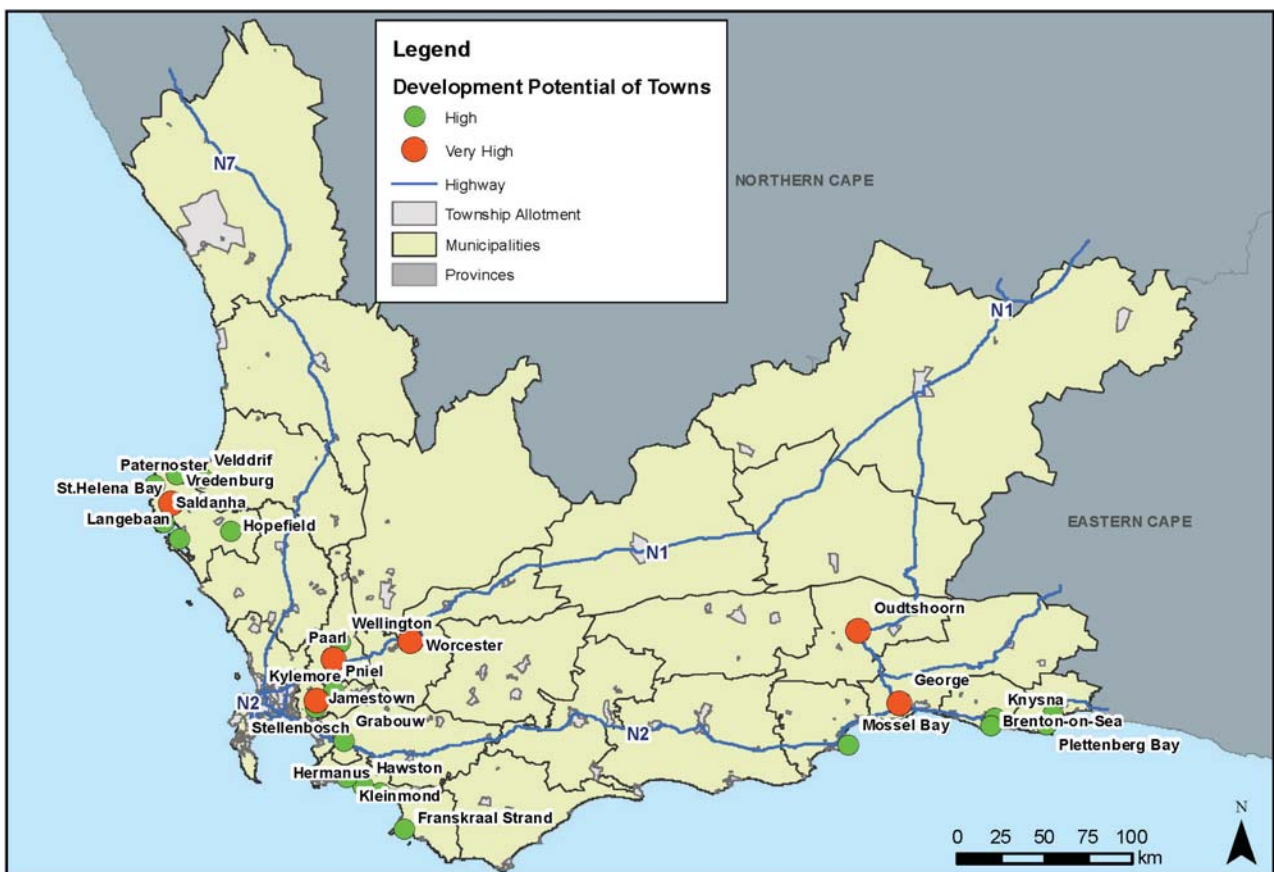 Legend
Development Potential of Towns
High
Very High
Highway
Township Allotment
Municipalities
Provinces
N7
NORTHERN CAPE
N1
Velddrif
Paternoster
Vredenburg
St.Helena Bay
Saldanha
Langebaan
Hopefield
EASTERN CAPE
N1
Oudtshoorn
Wellington
Paarl
Worcester
Pniel
Kylemore
George
Jamestown
Knysna
N2
Grabouw
Mossel Bay
Brenton-on-Sea
Stellenbosch
N2
Plettenberg Bay
Hawston
Hermanus
Kleinmond
Franskraal Strand
N
0 25 50 75 100
km